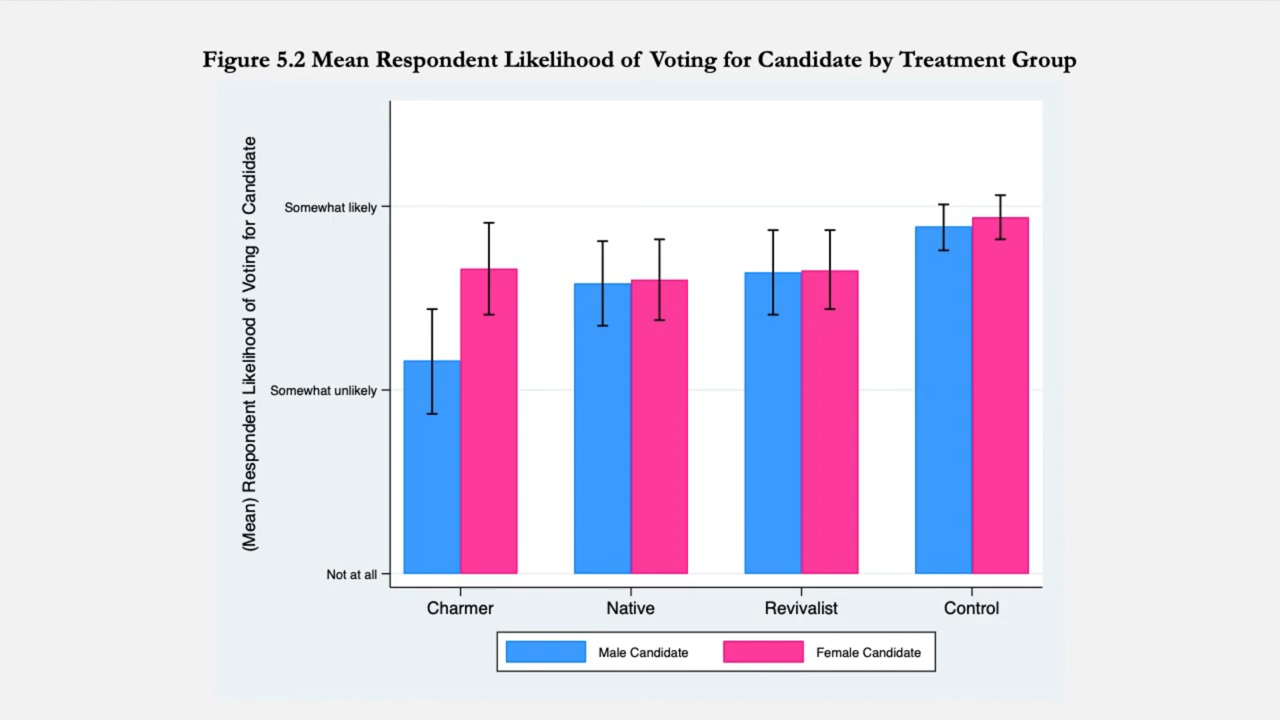 Figure 5.2 Mean Respondent Likelihood of Voting for Candidate by Treatment Group
(Mean) Respondent Likelihood of Voting for Candidate
Somewhat likely
Somewhat unlikely
Not at all
Charmer Native Revivalist Control
Male Candidate Female Candidate